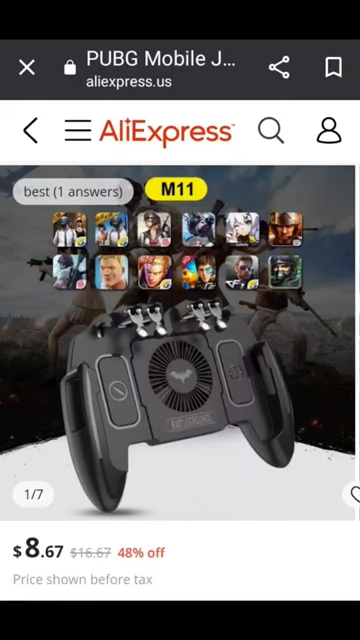 PUBG Mobile J...
aliexpress.us
AliExpress
best (1 answers)
M11
1/7
$8.67 $16.67 48% off
Price shown before tax